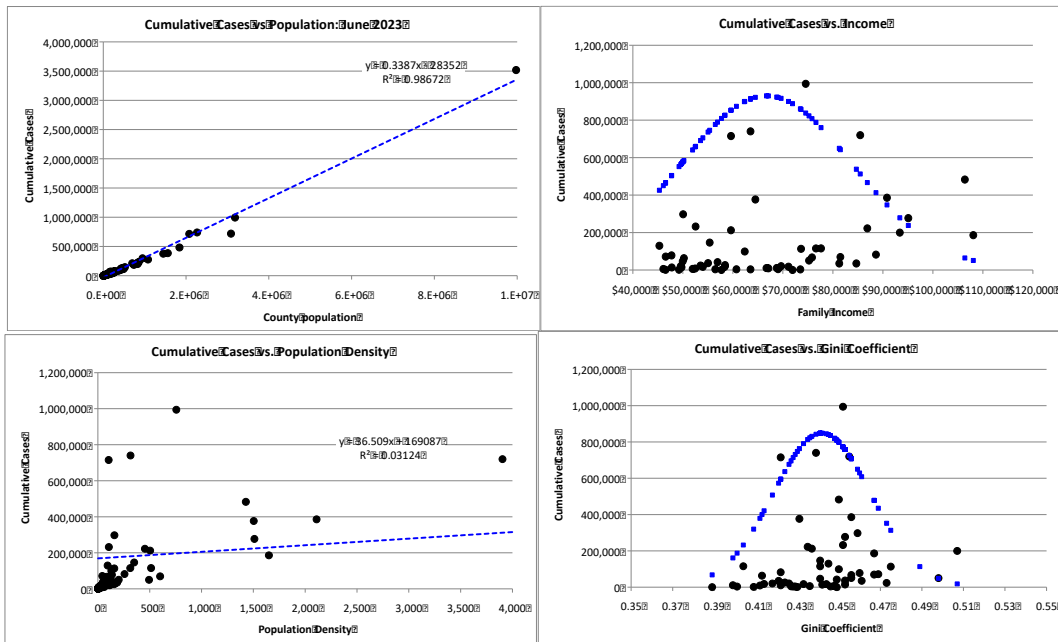 Cumulative Cases vs Population: June 2023
4,000,000
3,500,000
3,000,000
2,500,000
2,000,000
1,500,000
1,000,000
500,000
0
y = 0.3387x 28352
R² = 0.98672
Cumulative Cases
0.E+00 2.E+06 4.E+06 6.E+06 8.E+06 1.E+07
County population
Cumulative Cases vs. Income
1,200,000
1,000,000
800,000
600,000
400,000
200,000
0
Cumulative Cases
$40,000 $50,000 $60,000 $70,000 $80,000 $90,000 $100,000 $110,000 $120,000
Family Income
Cumulative Cases vs. Population Density
1,200,000
1,000,000
800,000
600,000
400,000
200,000
0
y = 36.509x 169087
R² = 0.03124
Cumulative Cases
0 500 1,000 1,500 2,000 2,500 3,000 3,500 4,000
Population Density
Cumulative Cases vs. Gini Coefficient
1,200,000
1,000,000
800,000
600,000
400,000
200,000
0
Cumulative Cases
0.35 0.37 0.39 0.41 0.43 0.45 0.47 0.49 0.51 0.53 0.55
Gini Coefficient